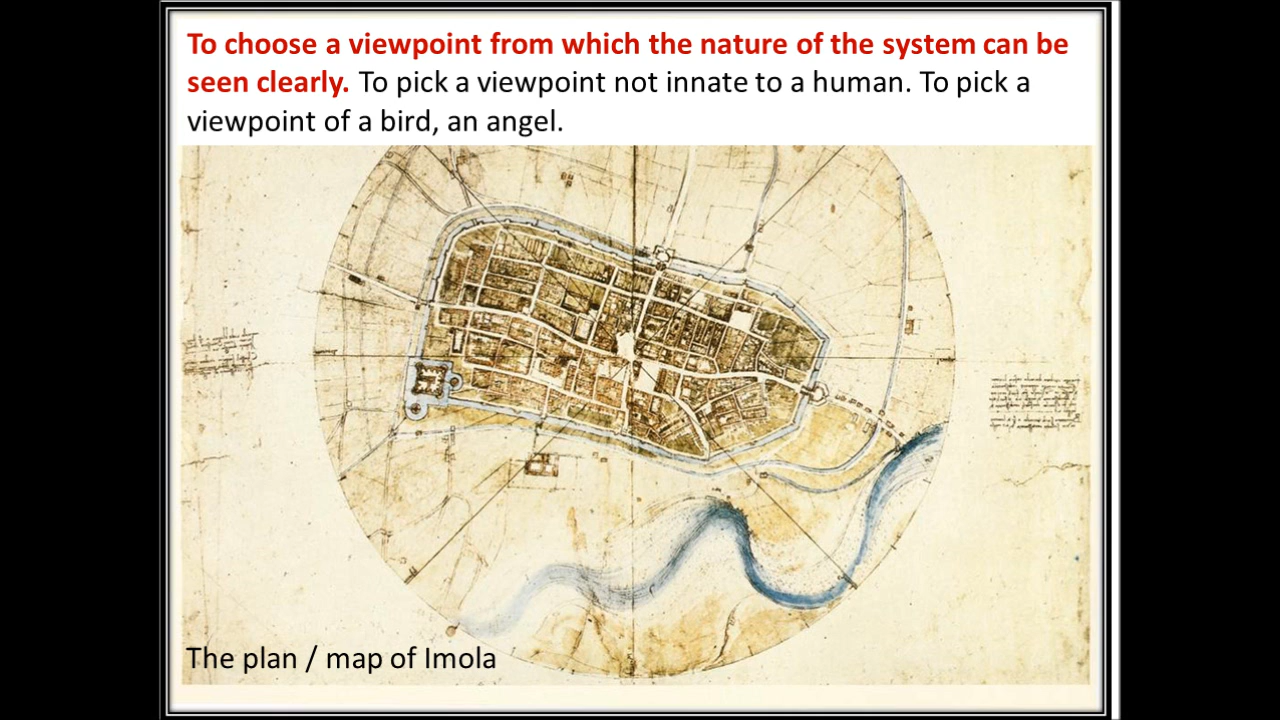 To choose a viewpoint from which the nature of the system can be
seen clearly. To pick a viewpoint not innate to a human. To pick a
viewpoint of a bird, an angel.
The plan / map of Imola